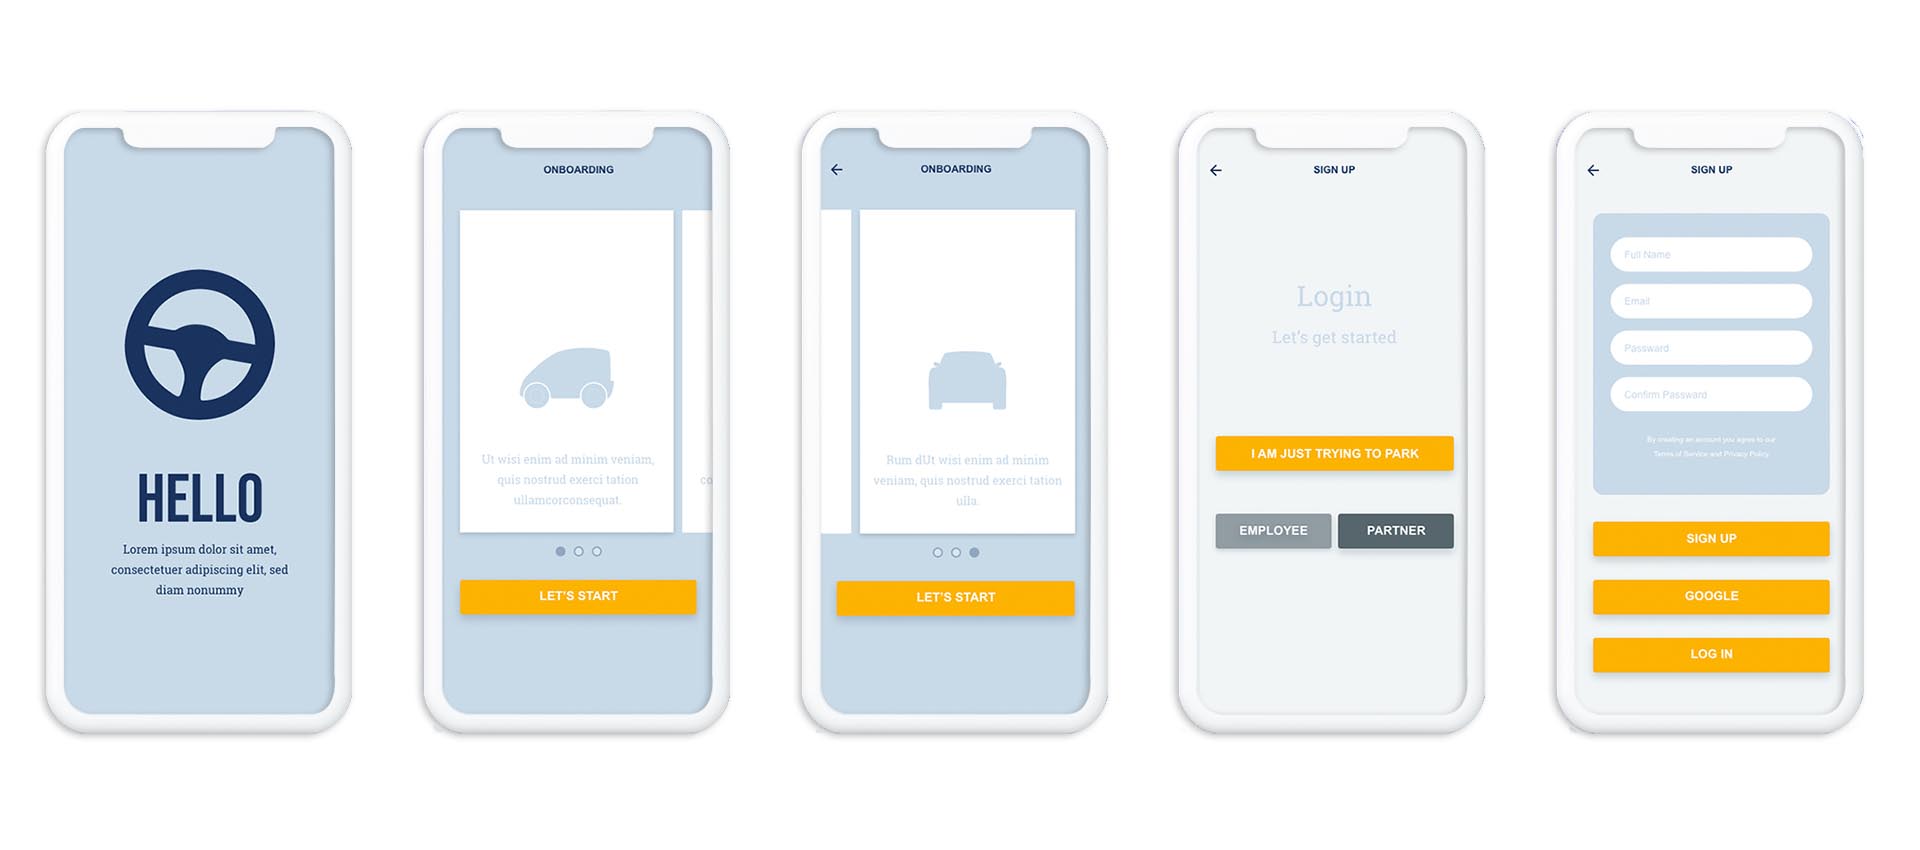 HELLO
Lorem ipsum dolor sit amet,
consectetuer adipiscing elit, sed
diam nonummy
ONBOARDING
Ut wisi enim ad minim veniam,
quis nostrud exerci tation
ullamcorconsequat.
co
LET'S START
ONBOARDING
Rum dUt wisi enim ad minim
veniam, quis nostrud exerci tation
ulla.
LET'S START
SIGN UP
Login
Let's get started
I AM JUST TRYING TO PARK
EMPLOYEE
PARTNER
SIGN UP
Full Name
Email
Password
Confirm Password
By creating an account you agree to our
Terms of Service and Privacy Policy
SIGN UP
GOOGLE
LOG IN